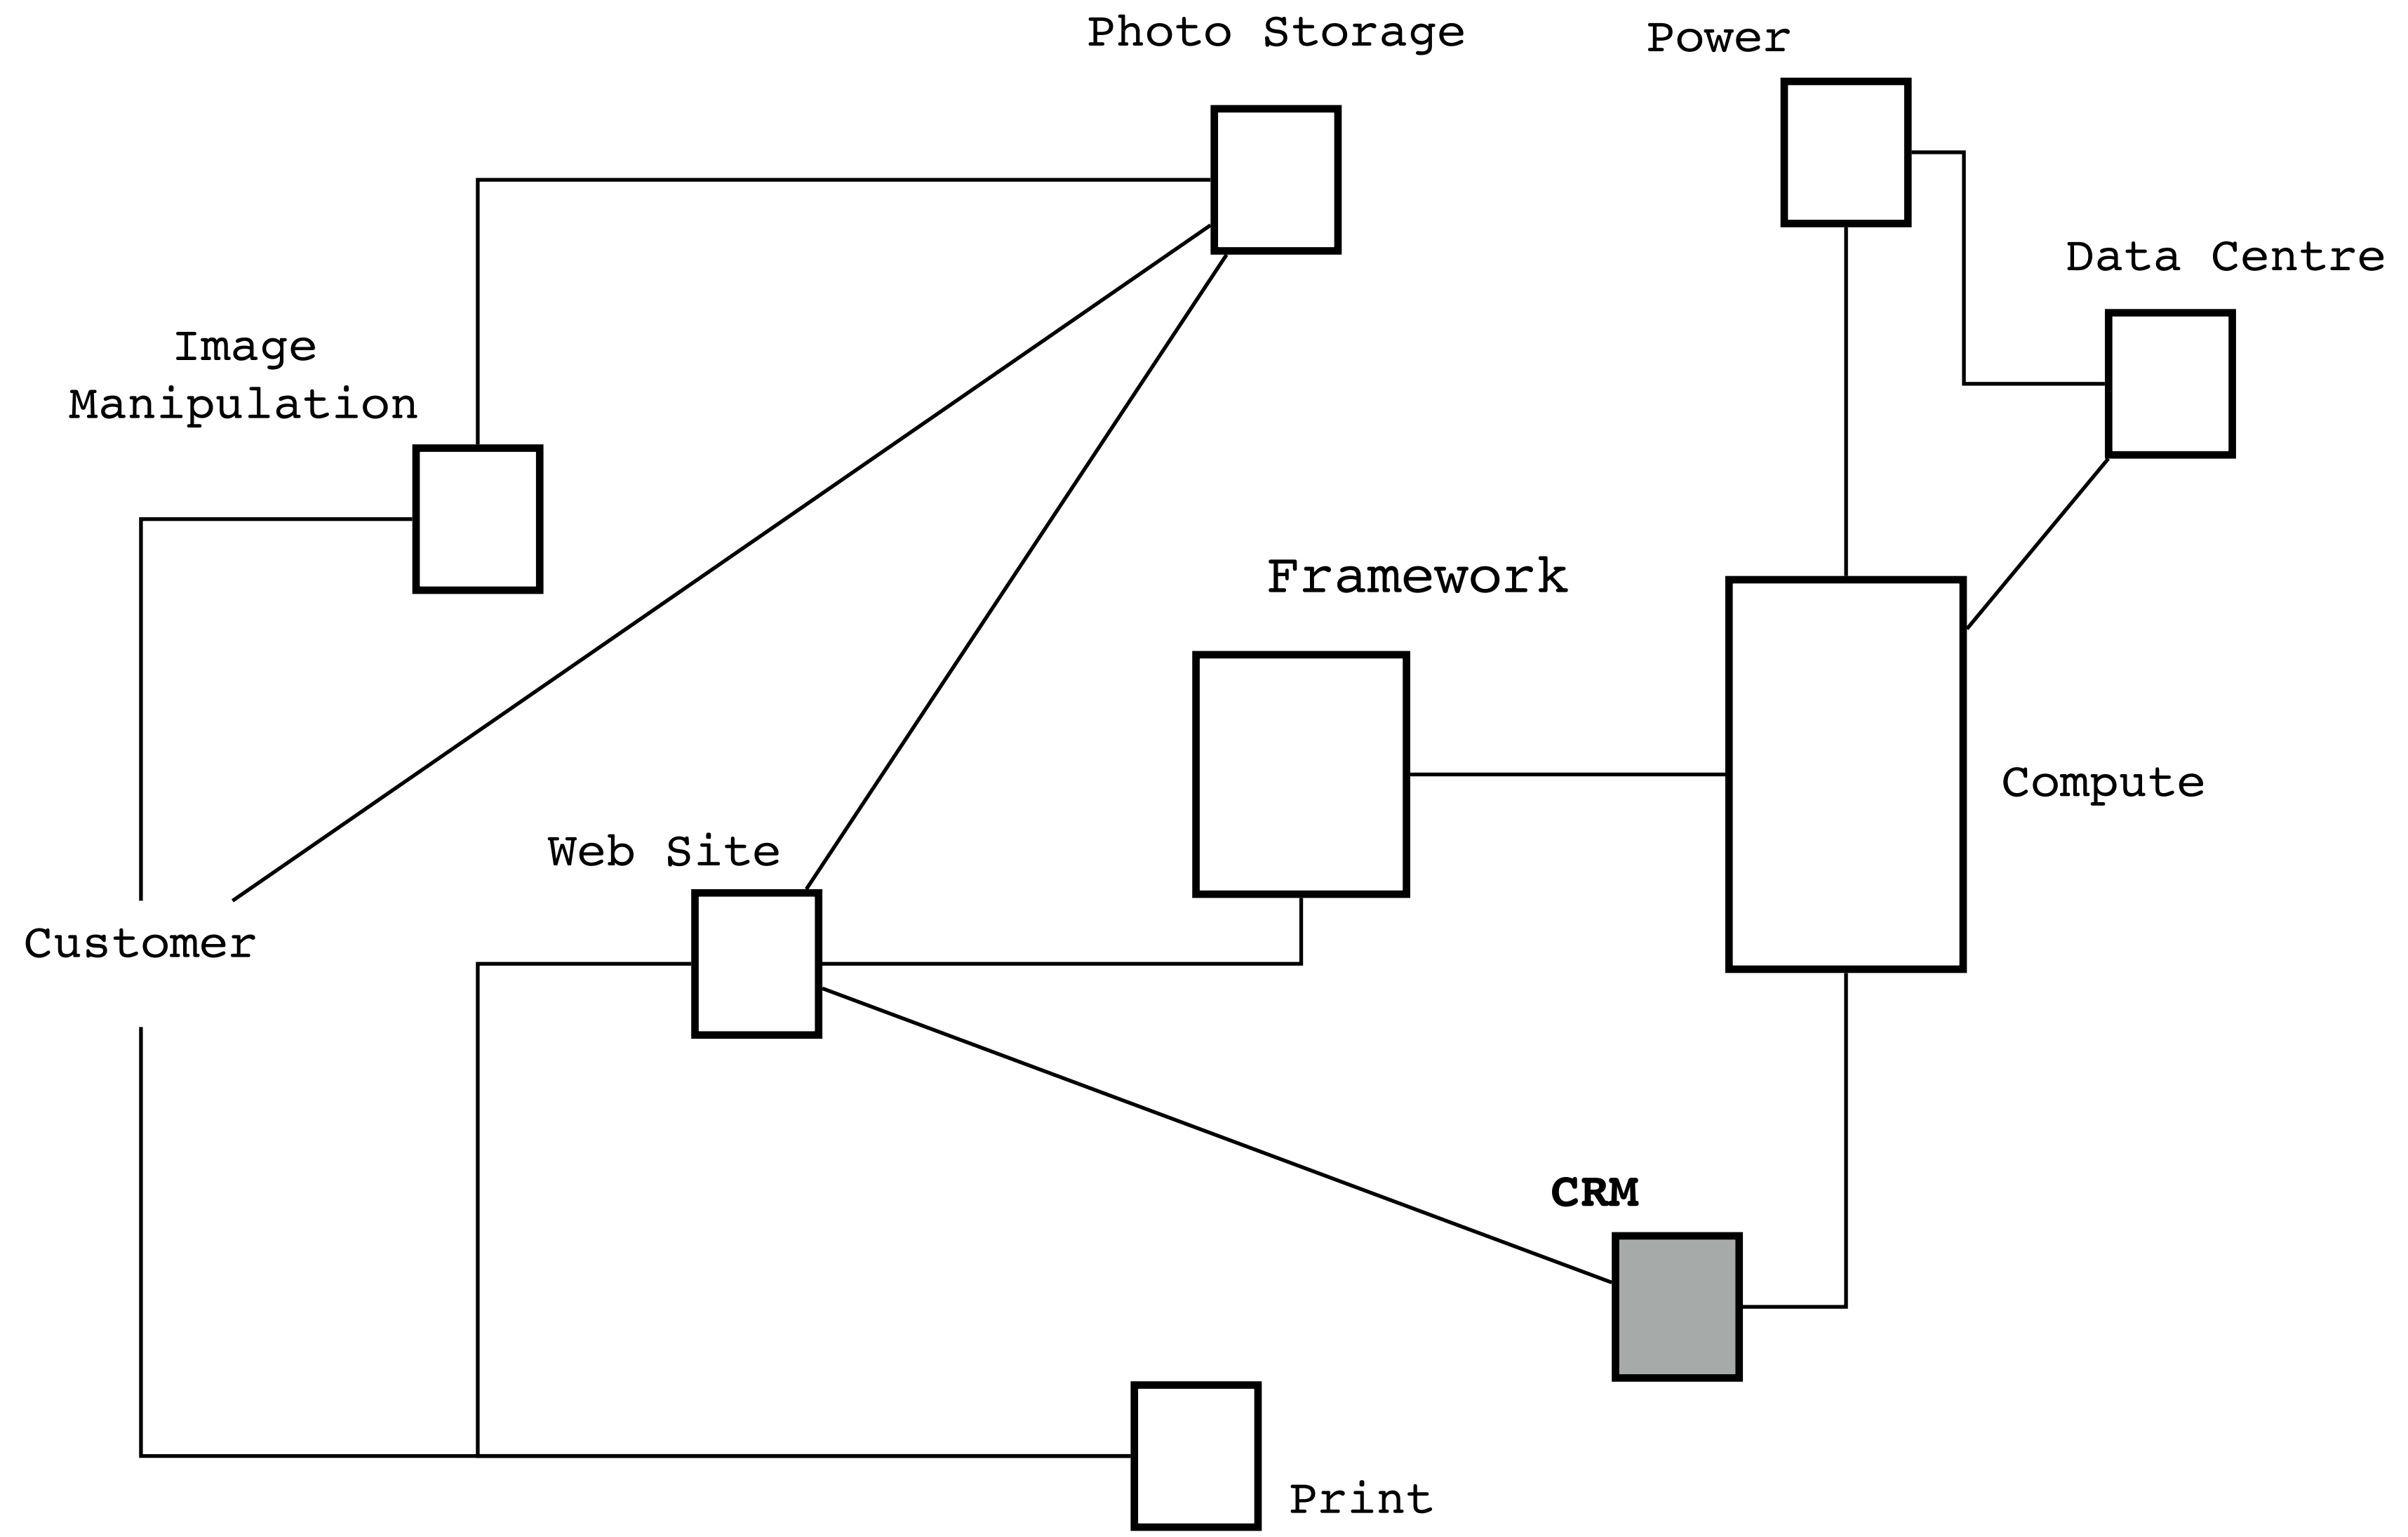 Photo Storage
Power
Data Centre
Image
Manipulation
Framework
Compute
Web Site
Customer
CRM
Print